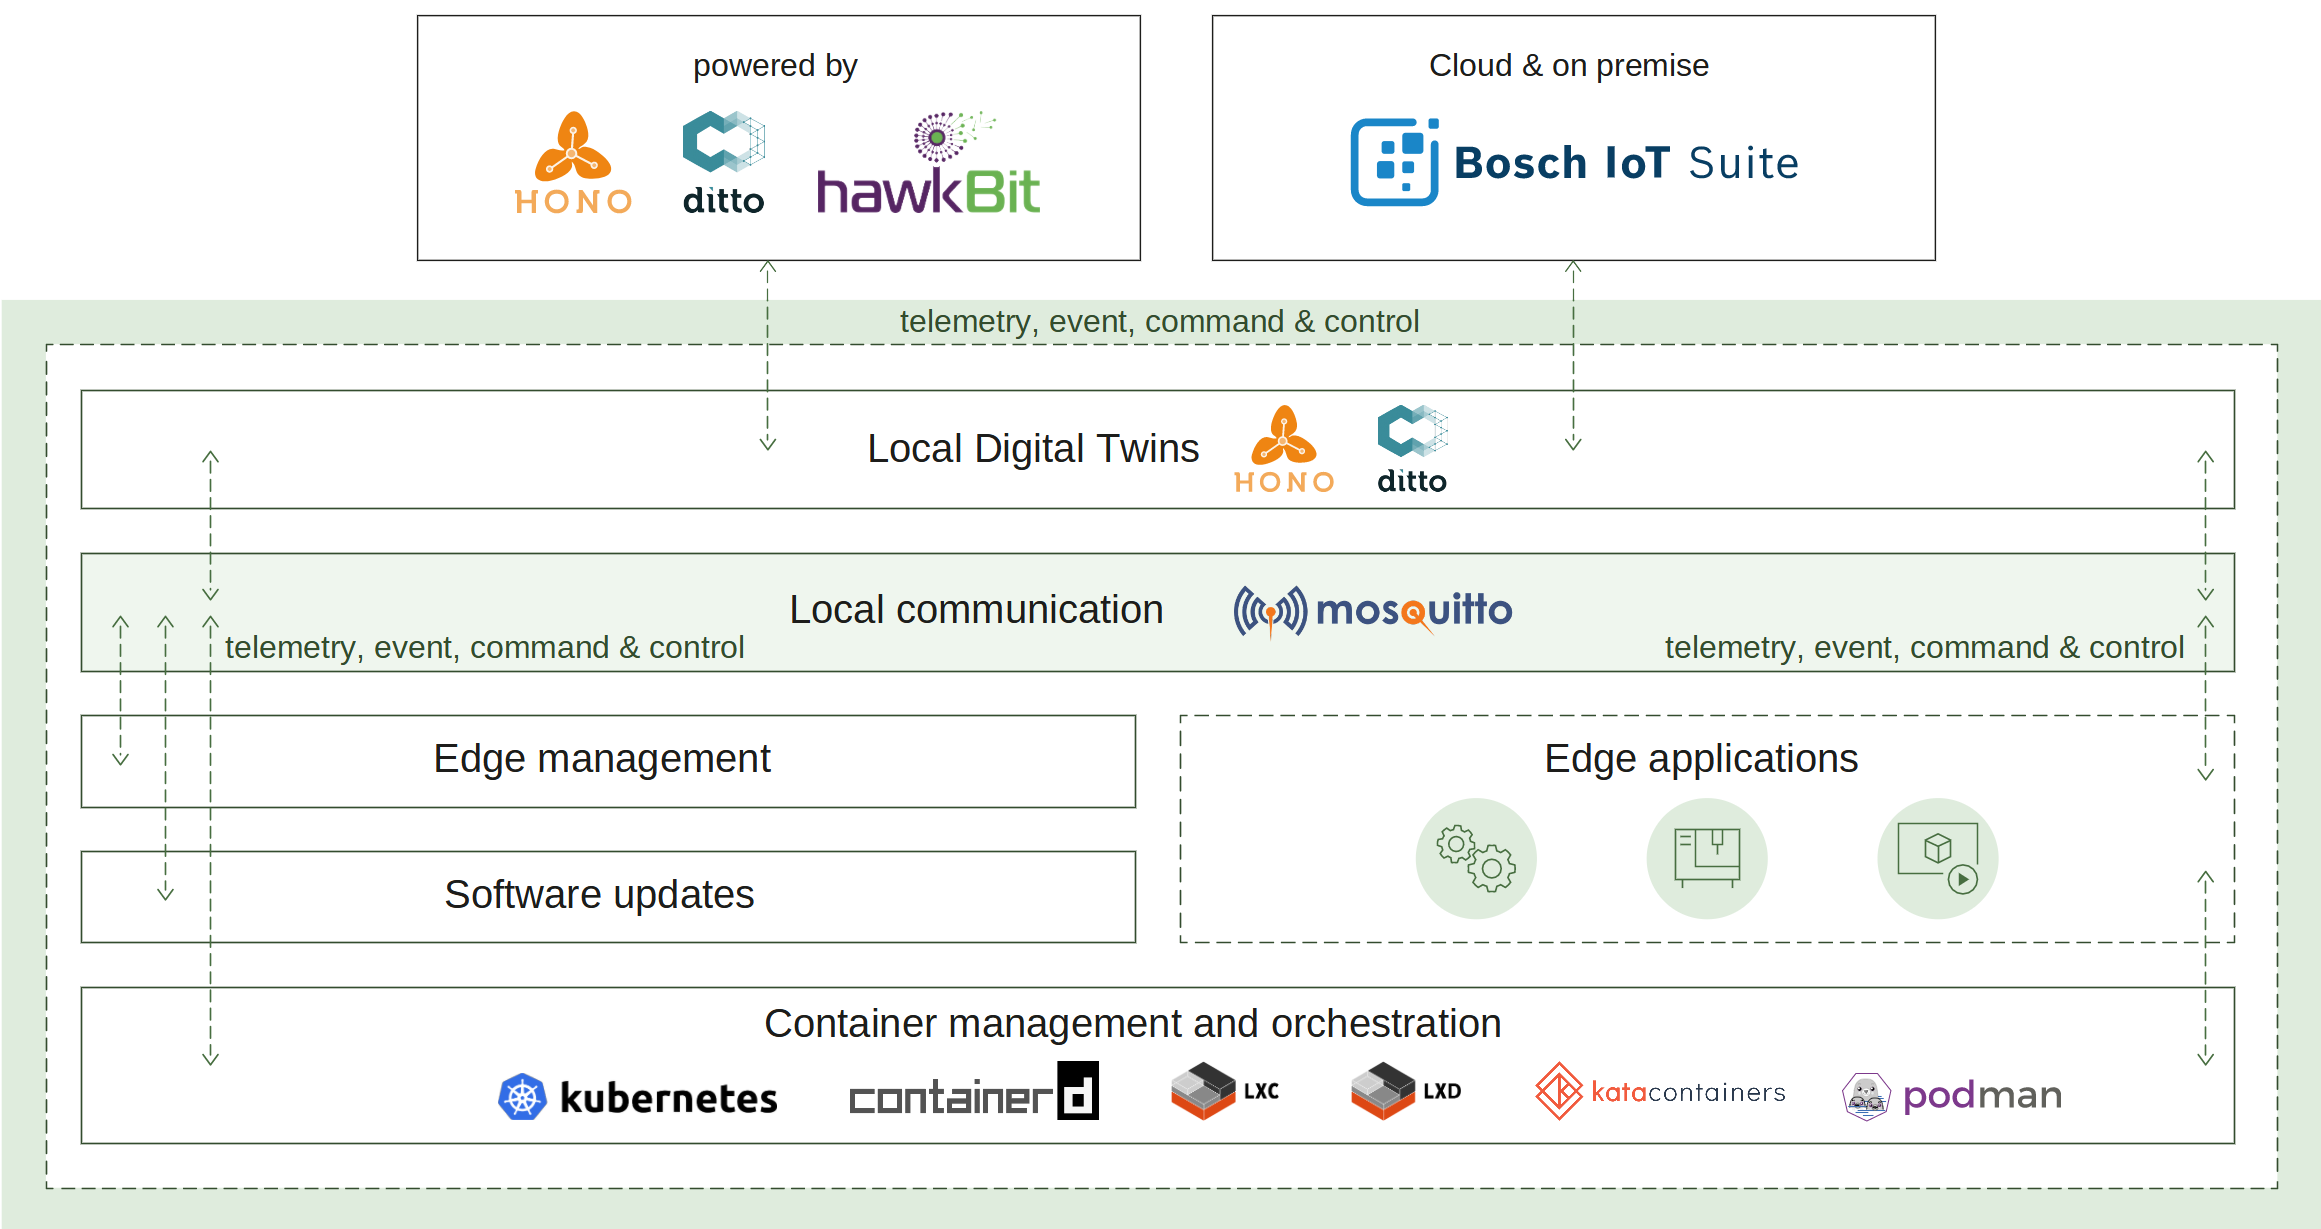 powered by
HONO
ditto
hawkBit
Cloud & on premise
Bosch IoT Suite
telemetry, event, command & control
Local Digital Twins
HONO
ditto
Local communication
mosquitto
telemetry, event, command & control
telemetry, event, command & control
Edge management
Edge applications
Software updates
Container management and orchestration
kubernetes
containerd
LXC
LXD
katacontainers
podman